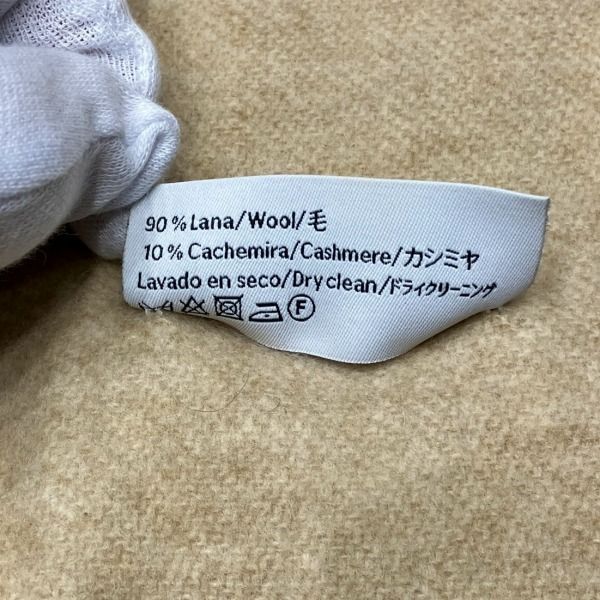 90 % Lana/Wool/毛
10 % Cachemira/Cashmere/カシミヤ
Lavado en seco/Dry clean/ドライクリーニング
F